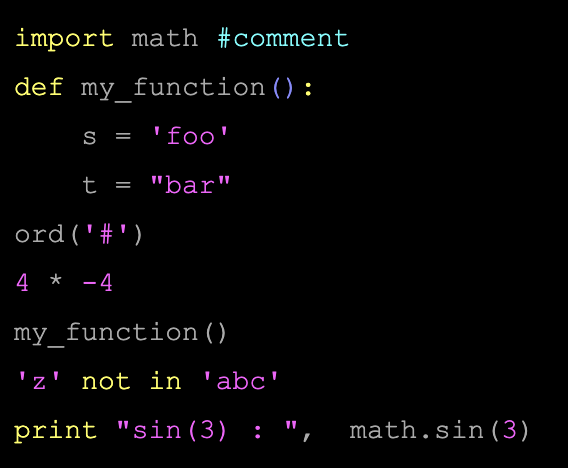 import math #comment
def my_function():
    s = 'foo'
    t = "bar"
ord('#')
4 * -4
my_function()
'z' not in 'abc'
print "sin(3) : ",  math.sin(3)